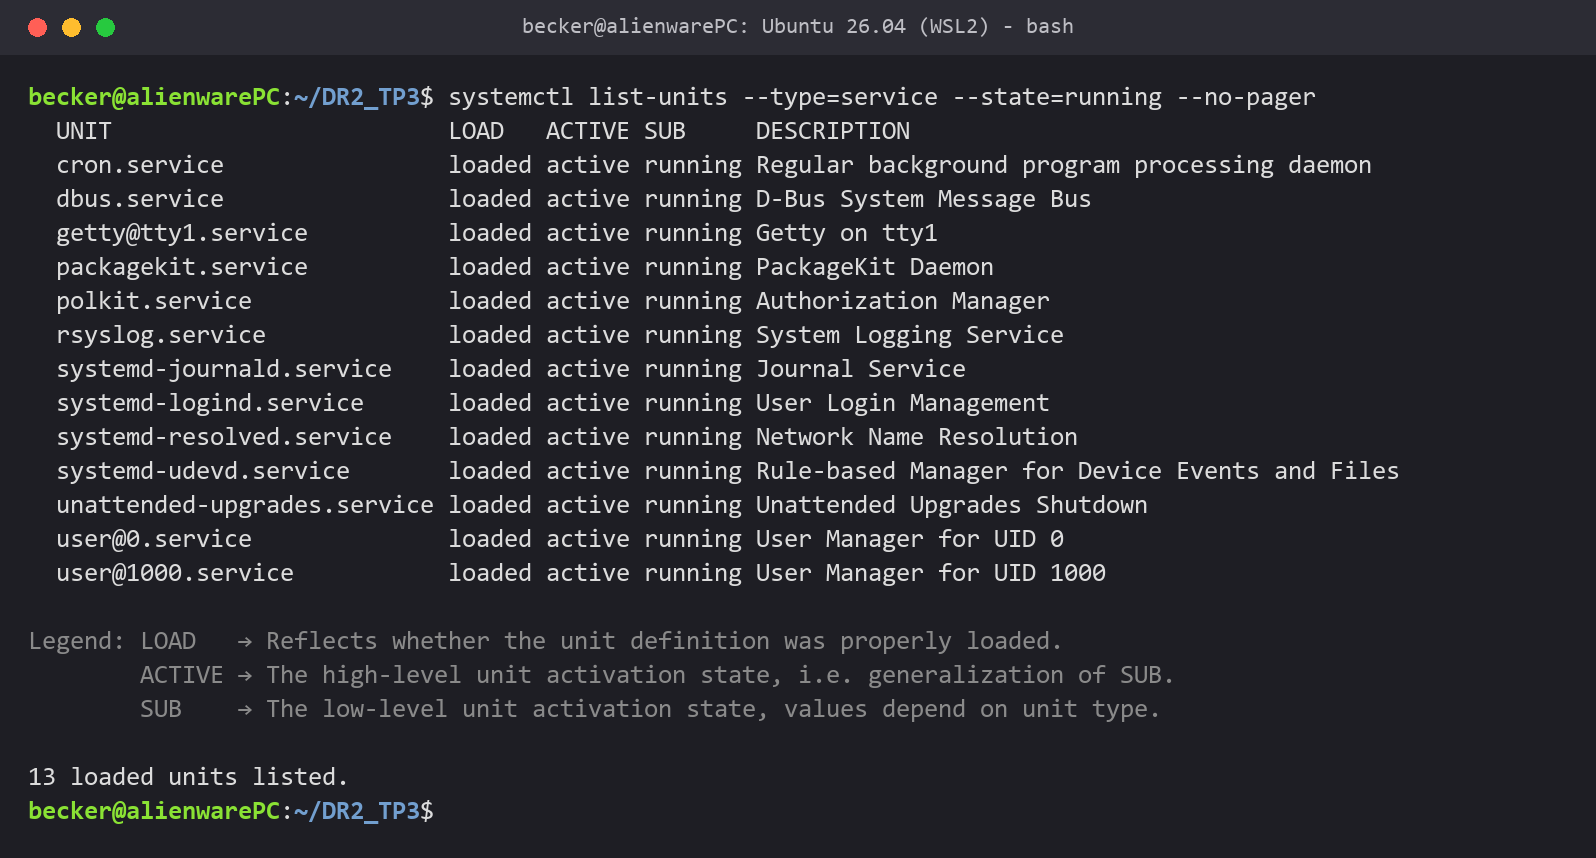 becker@alienwarePC: Ubuntu 26.04 (WSL2) - bash
becker@alienwarePC:~/DR2_TP3$ systemctl list-units --type=service --state=running --no-pager
  UNIT                        LOAD   ACTIVE SUB     DESCRIPTION
  cron.service                loaded active running Regular background program processing daemon
  dbus.service                loaded active running D-Bus System Message Bus
  getty@tty1.service          loaded active running Getty on tty1
  packagekit.service          loaded active running PackageKit Daemon
  polkit.service              loaded active running Authorization Manager
  rsyslog.service             loaded active running System Logging Service
  systemd-journald.service    loaded active running Journal Service
  systemd-logind.service      loaded active running User Login Management
  systemd-resolved.service    loaded active running Network Name Resolution
  systemd-udevd.service       loaded active running Rule-based Manager for Device Events and Files
  unattended-upgrades.service loaded active running Unattended Upgrades Shutdown
  user@0.service              loaded active running User Manager for UID 0
  user@1000.service           loaded active running User Manager for UID 1000
Legend: LOAD   → Reflects whether the unit definition was properly loaded.
        ACTIVE → The high-level unit activation state, i.e. generalization of SUB.
        SUB    → The low-level unit activation state, values depend on unit type.
13 loaded units listed.
becker@alienwarePC:~/DR2_TP3$